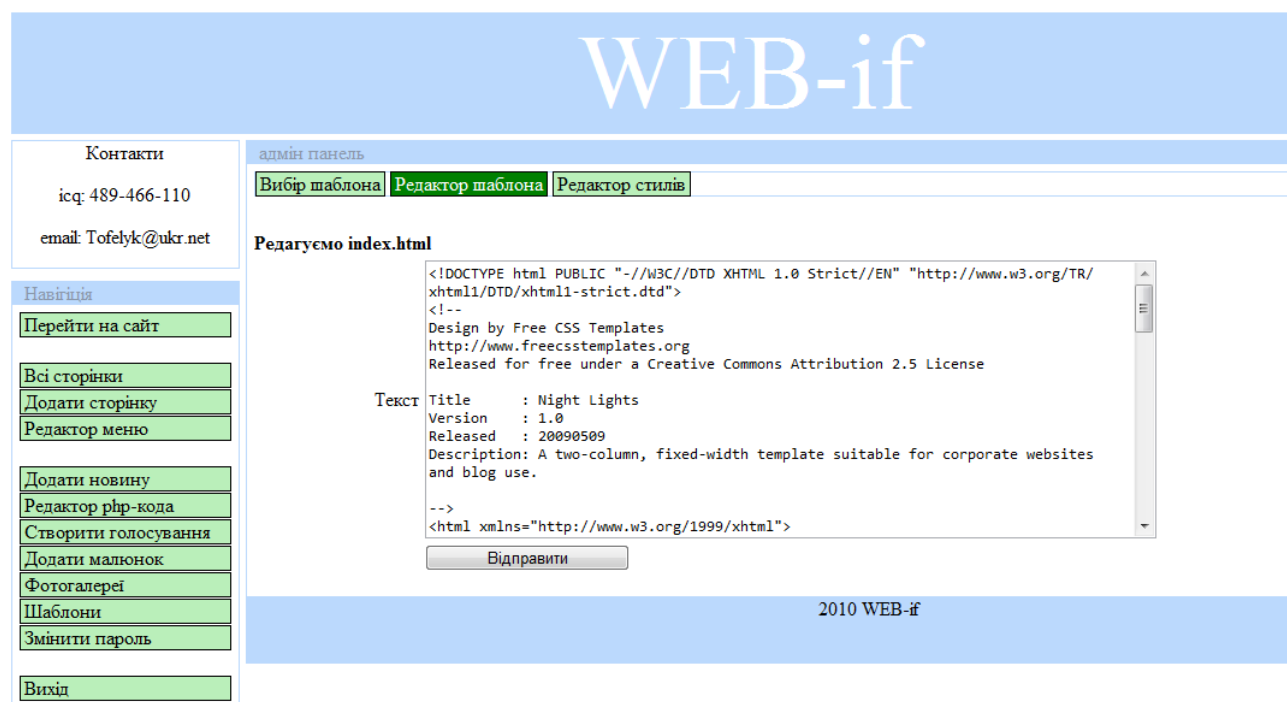 WEB-if
Контакти
icq: 489-466-110
email: Tofelyk@ukr.net
Навігіція
Перейти на сайт
Всі сторінки
Додати сторінку
Редактор меню
Додати новину
Редактор php-кода
Створити голосування
Додати малюнок
Фотогалереї
Шаблони
Змінити пароль
Вихід
адмін панель
Вибір шаблона Редактор шаблона Редактор стилів
Редагуємо index.html
Текст
<!DOCTYPE html PUBLIC "-//W3C//DTD XHTML 1.0 Strict//EN" "http://www.w3.org/TR/
xhtml1/DTD/xhtml1-strict.dtd">
<!--
Design by Free CSS Templates
http://www.freecsstemplates.org
Released for free under a Creative Commons Attribution 2.5 License
Title      : Night Lights
Version    : 1.0
Released   : 20090509
Description: A two-column, fixed-width template suitable for corporate websites
and blog use.
-->
<html xmlns="http://www.w3.org/1999/xhtml">
Відправити
2010 WEB-if